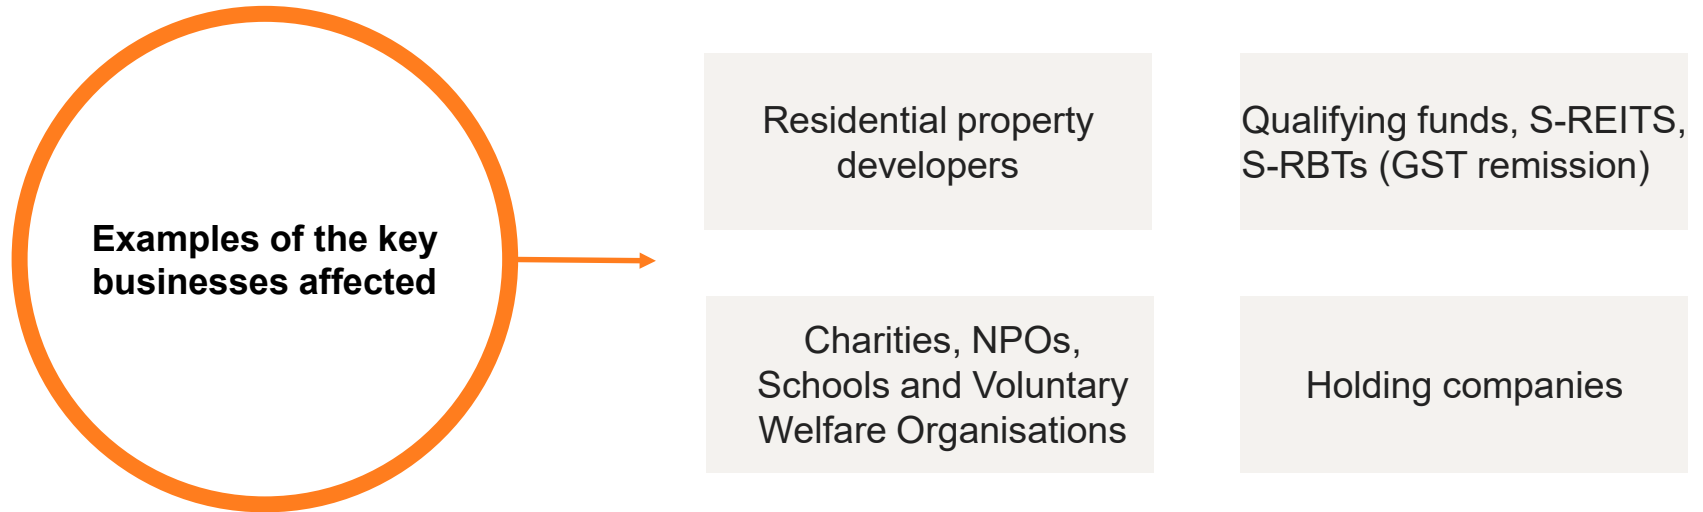 Examples of the key
businesses affected
Residential property
developers
Qualifying funds, S-REITS,
S-RBTs (GST remission)
Charities, NPOs,
Schools and Voluntary
Welfare Organisations
Holding companies